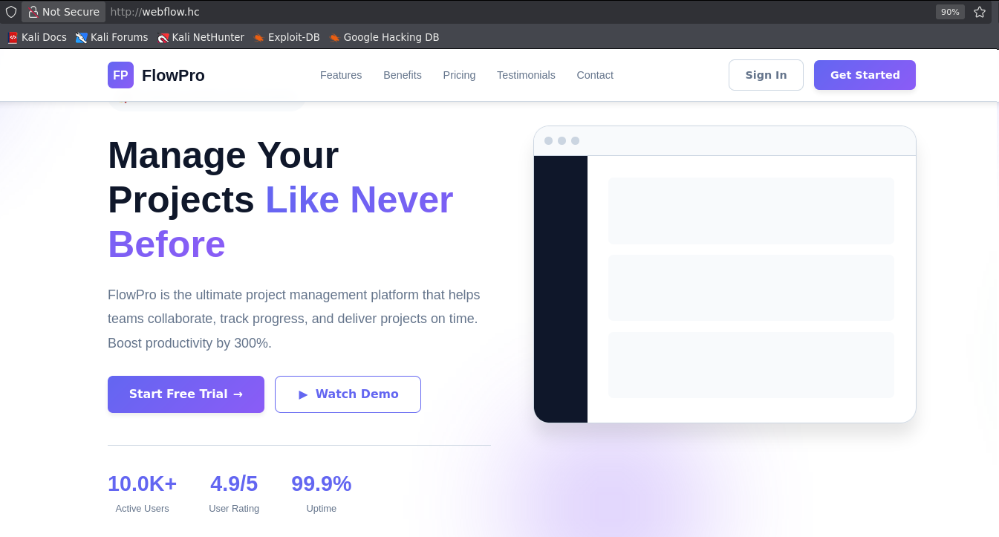 Not Secure http://webflow.hc 90%
Kali Docs Kali Forums Kali NetHunter Exploit-DB Google Hacking DB
FP FlowPro Features Benefits Pricing Testimonials Contact Sign In Get Started
Manage Your
Projects Like Never
Before
FlowPro is the ultimate project management platform that helps
teams collaborate, track progress, and deliver projects on time.
Boost productivity by 300%.
Start Free Trial → ▶ Watch Demo
10.0K+ 4.9/5 99.9%
Active Users User Rating Uptime